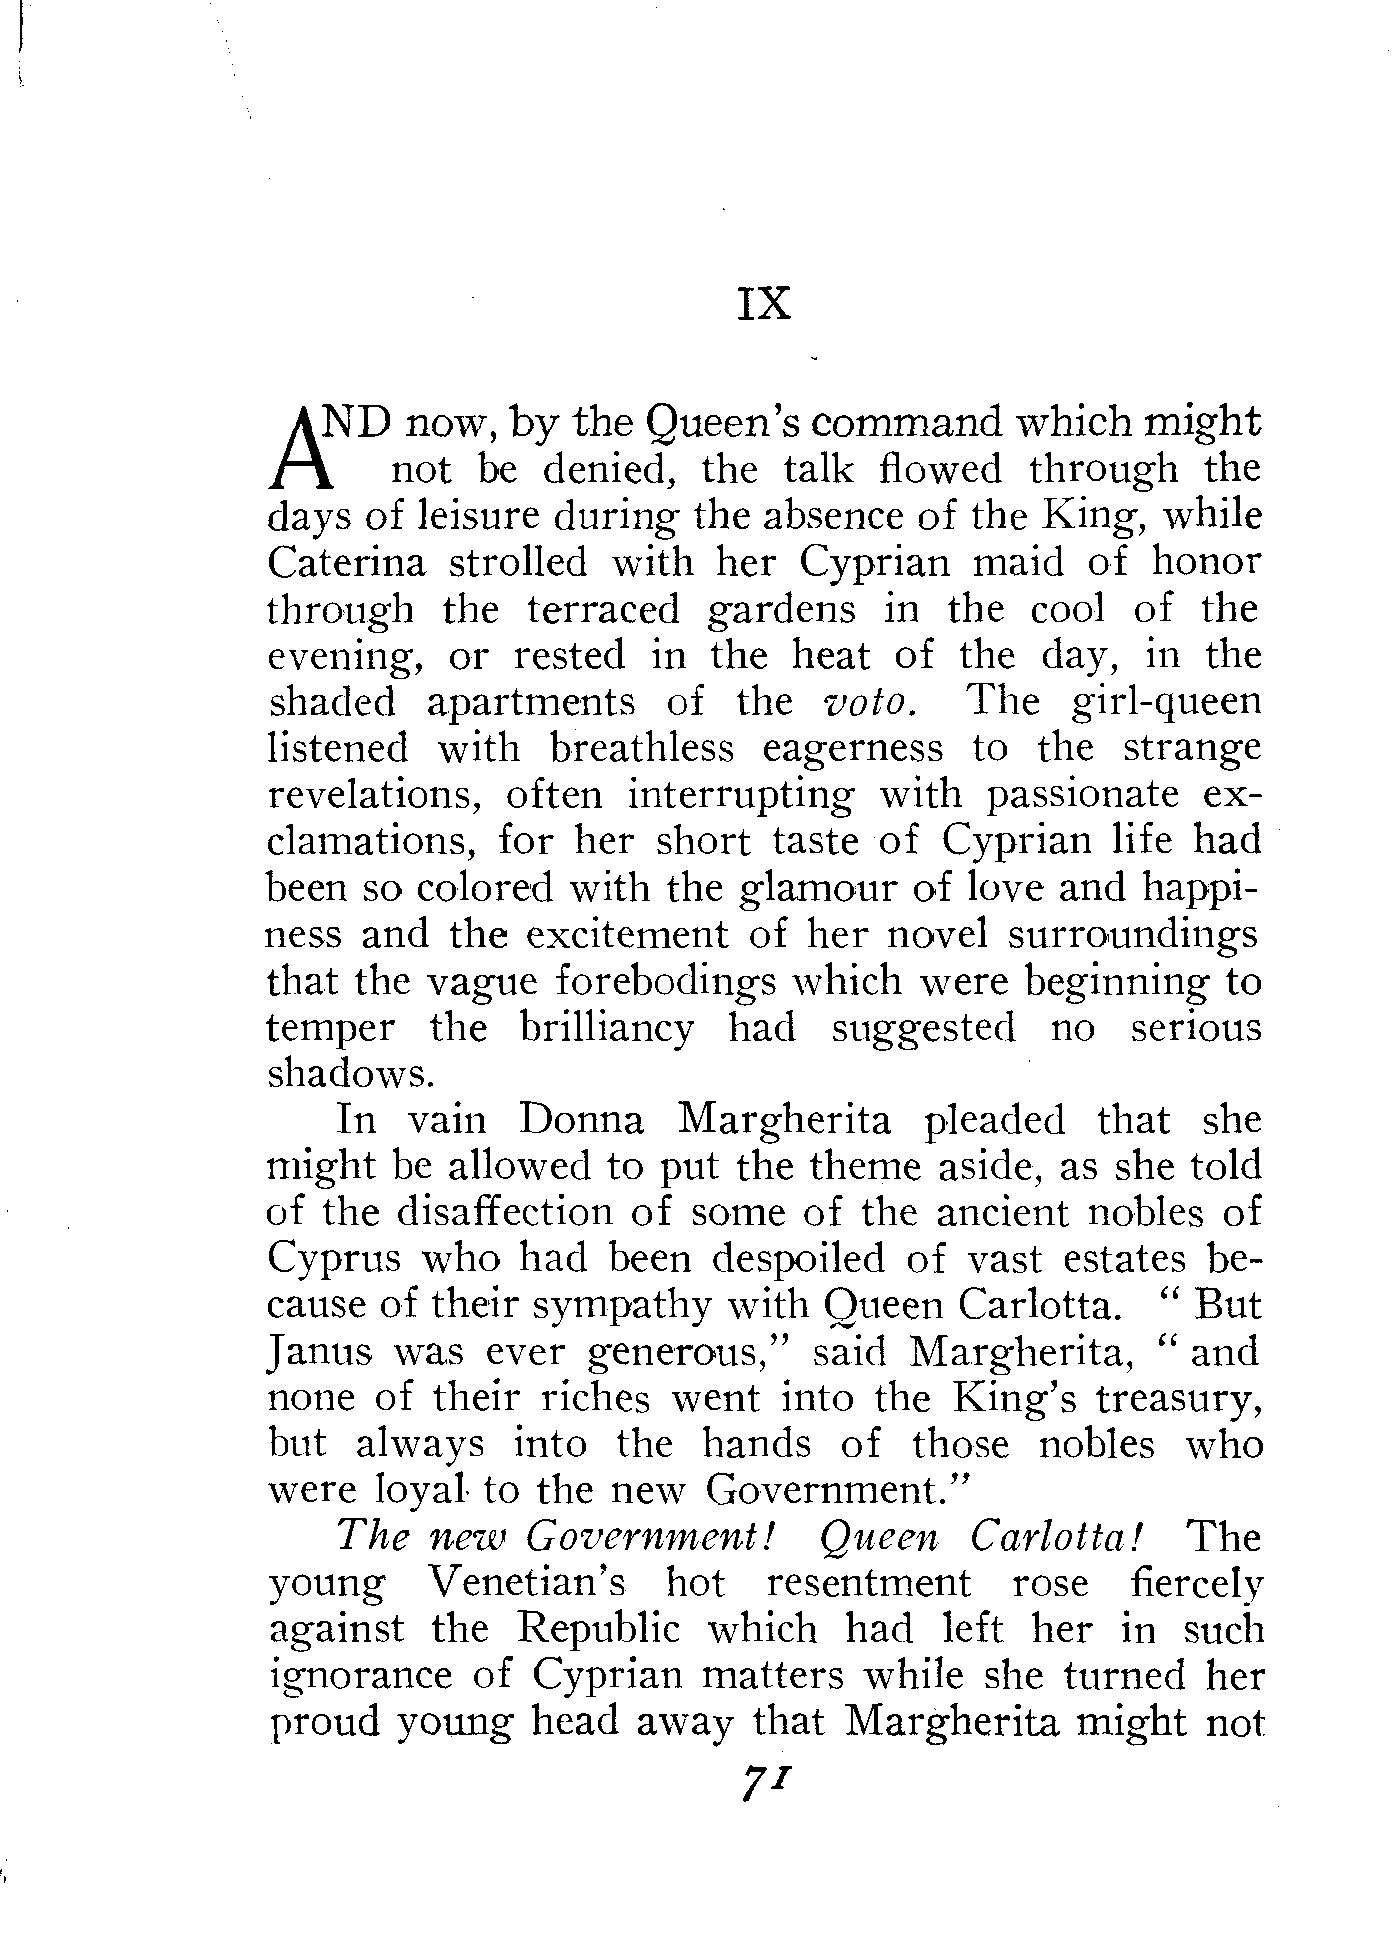 IX
AND now, by the Queen's command which might
not be denied, the talk flowed through the
days of leisure during the absence of the King, while
Caterina strolled with her Cyprian maid of honor
through the terraced gardens in the cool of the
evening, or rested in the heat of the day, in the
shaded apartments of the voto. The girl-queen
listened with breathless eagerness to the strange
revelations, often interrupting with passionate ex-
clamations, for her short taste of Cyprian life had
been so colored with the glamour of love and happi-
ness and the excitement of her novel surroundings
that the vague forebodings which were beginning to
temper the brilliancy had suggested no serious
shadows.
In vain Donna Margherita pleaded that she
might be allowed to put the theme aside, as she told
of the disaffection of some of the ancient nobles of
Cyprus who had been despoiled of vast estates be-
cause of their sympathy with Queen Carlotta. " But
Janus was ever generous," said Margherita, " and
none of their riches went into the King's treasury,
but always into the hands of those nobles who
were loyal to the new Government."
The new Government! Queen Carlotta! The
young Venetian's hot resentment rose fiercely
against the Republic which had left her in such
ignorance of Cyprian matters while she turned her
proud young head away that Margherita might not
71